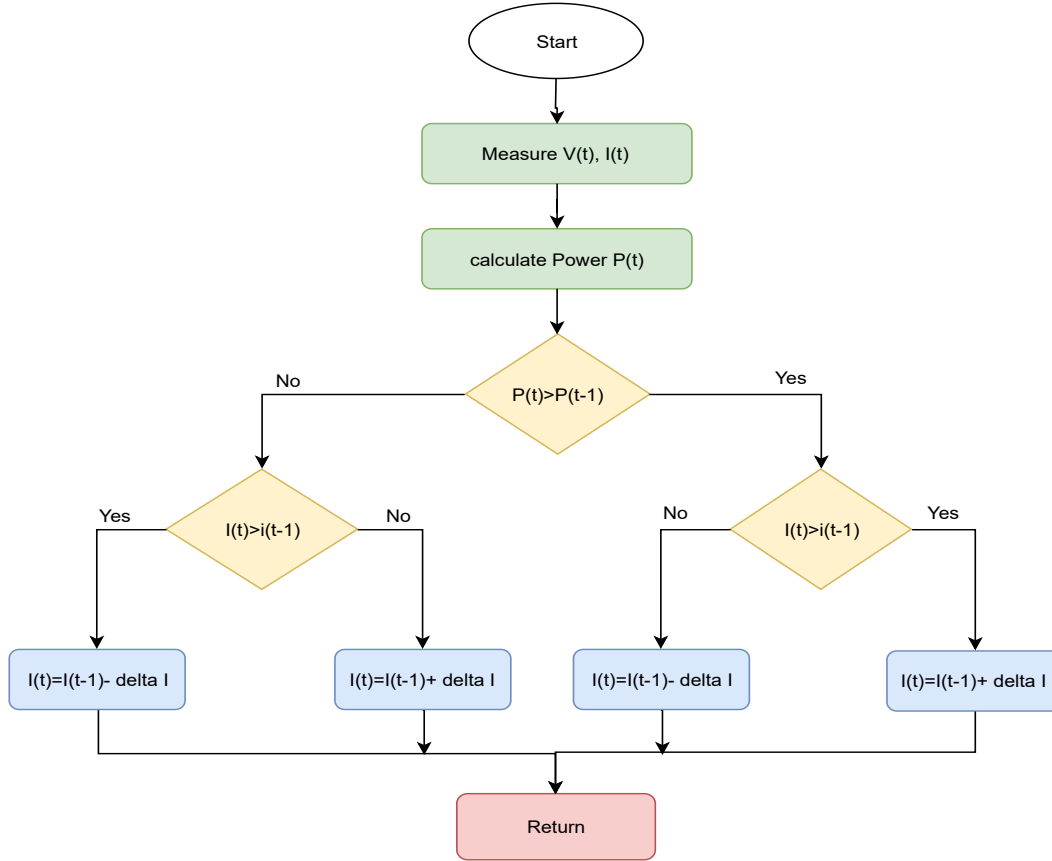 Start
Measure V(t), I(t)
calculate Power P(t)
No
Yes
P(t)>P(t-1)
Yes
No
No
Yes
I(t)>i(t-1)
I(t)>i(t-1)
I(t)=I(t-1)- delta I
I(t)=I(t-1)+ delta I
I(t)=I(t-1)- delta I
I(t)=I(t-1)+ delta I
Return